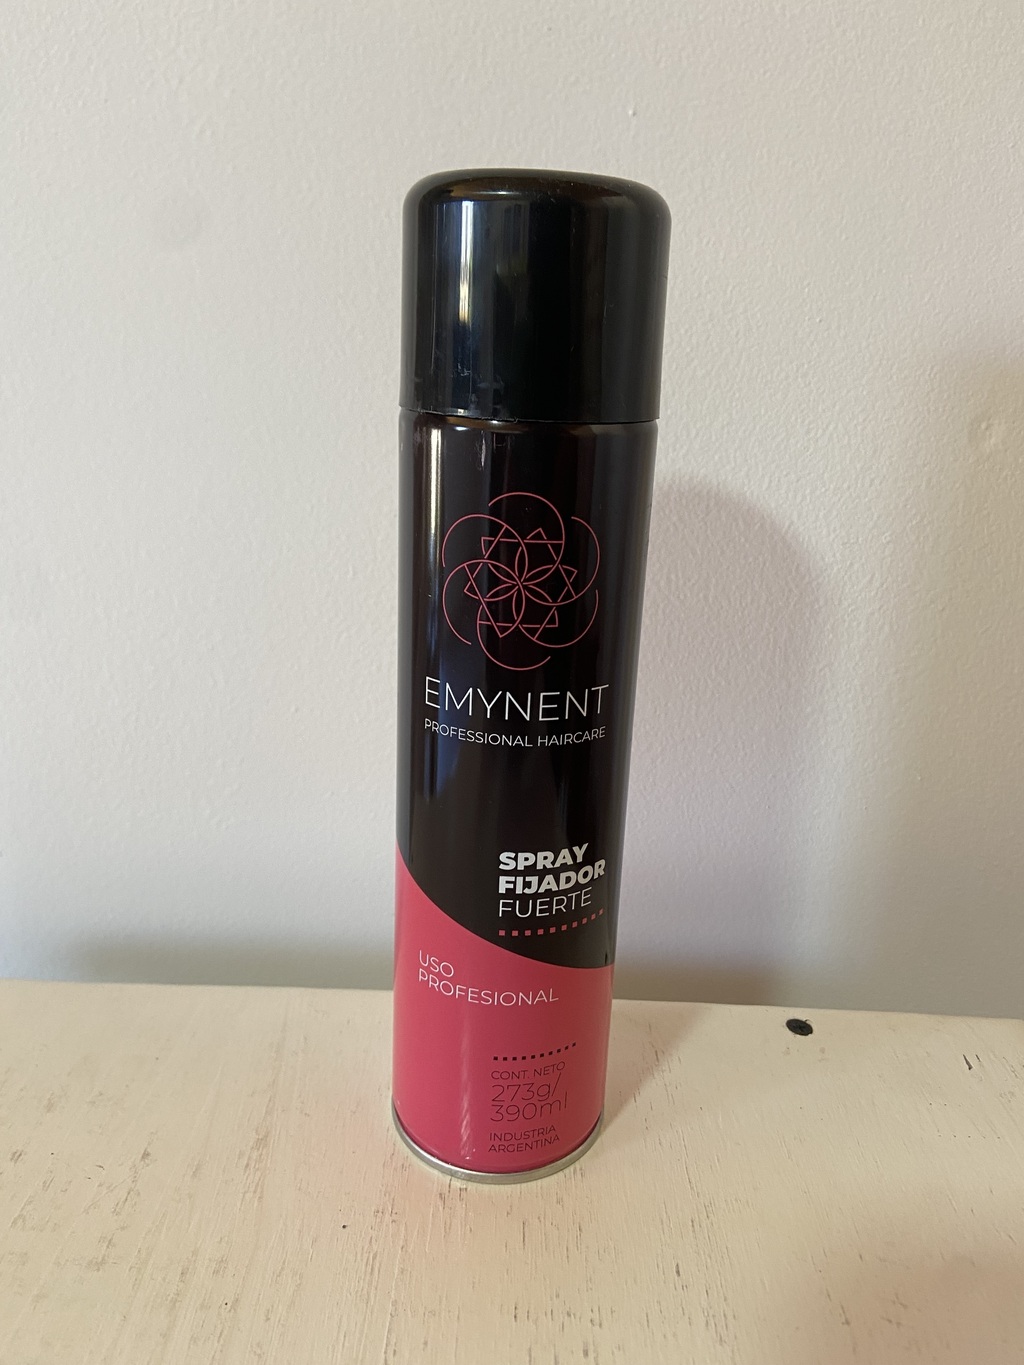 EMYNENT
PROFESSIONAL HAIRCARE
SPRAY
FIJADOR
FUERTE
USO
PROFESIONAL
CONT. NETO
273g/
390ml
INDUSTRIA
ARGENTINA